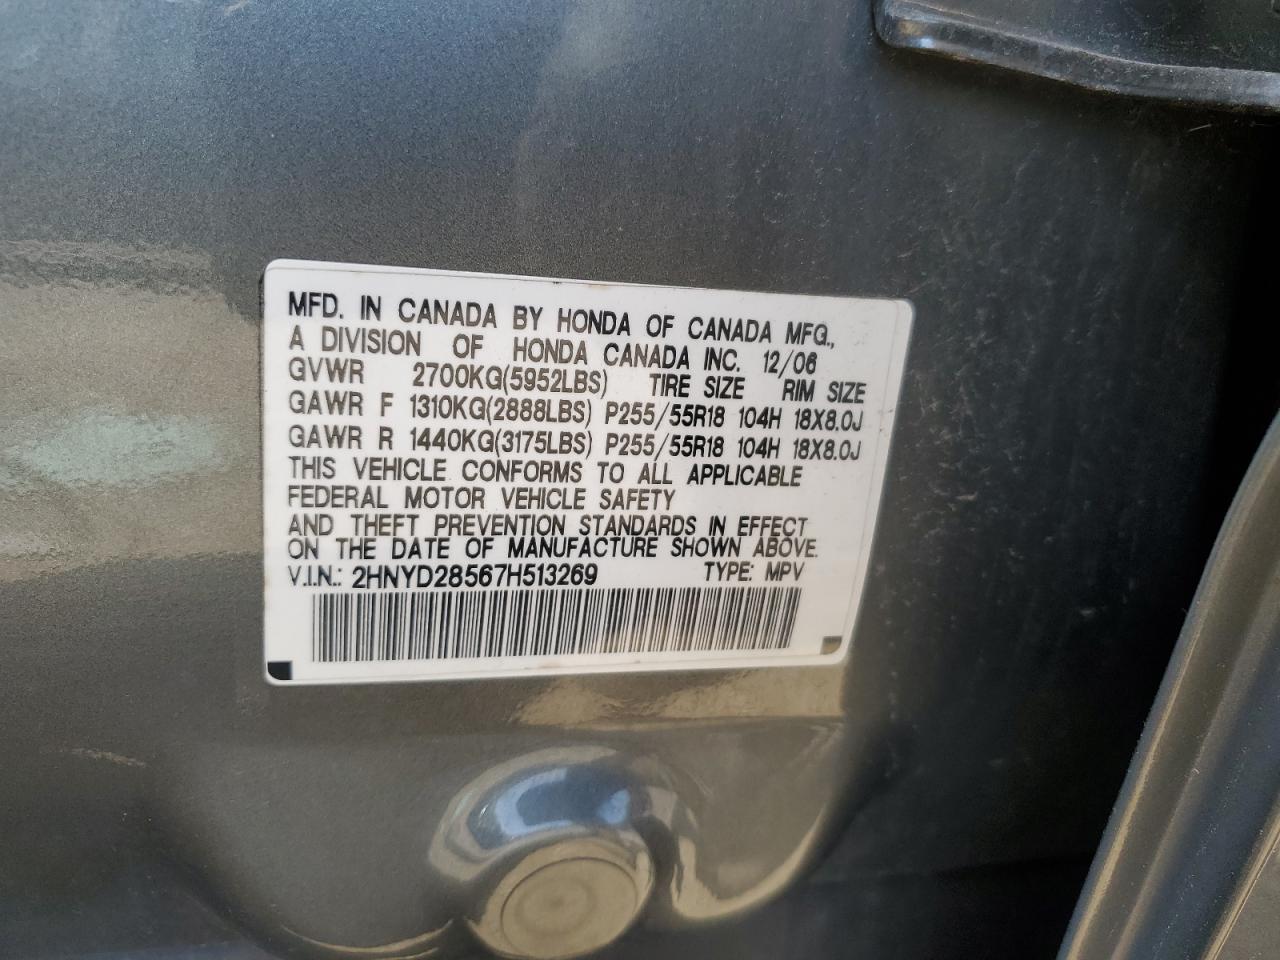 MFD. IN CANADA BY HONDA OF CANADA MFG.,
A DIVISION OF HONDA CANADA INC. 12/06
GVWR 2700KG(5952LBS) TIRE SIZE RIM SIZE
GAWR F 1310KG(2888LBS) P255/55R18 104H 18X8.0J
GAWR R 1440KG(3175LBS) P255/55R18 104H 18X8.0J
THIS VEHICLE CONFORMS TO ALL APPLICABLE
FEDERAL MOTOR VEHICLE SAFETY
AND THEFT PREVENTION STANDARDS IN EFFECT
ON THE DATE OF MANUFACTURE SHOWN ABOVE.
V.I.N.: 2HNYD28567H513269 TYPE: MPV